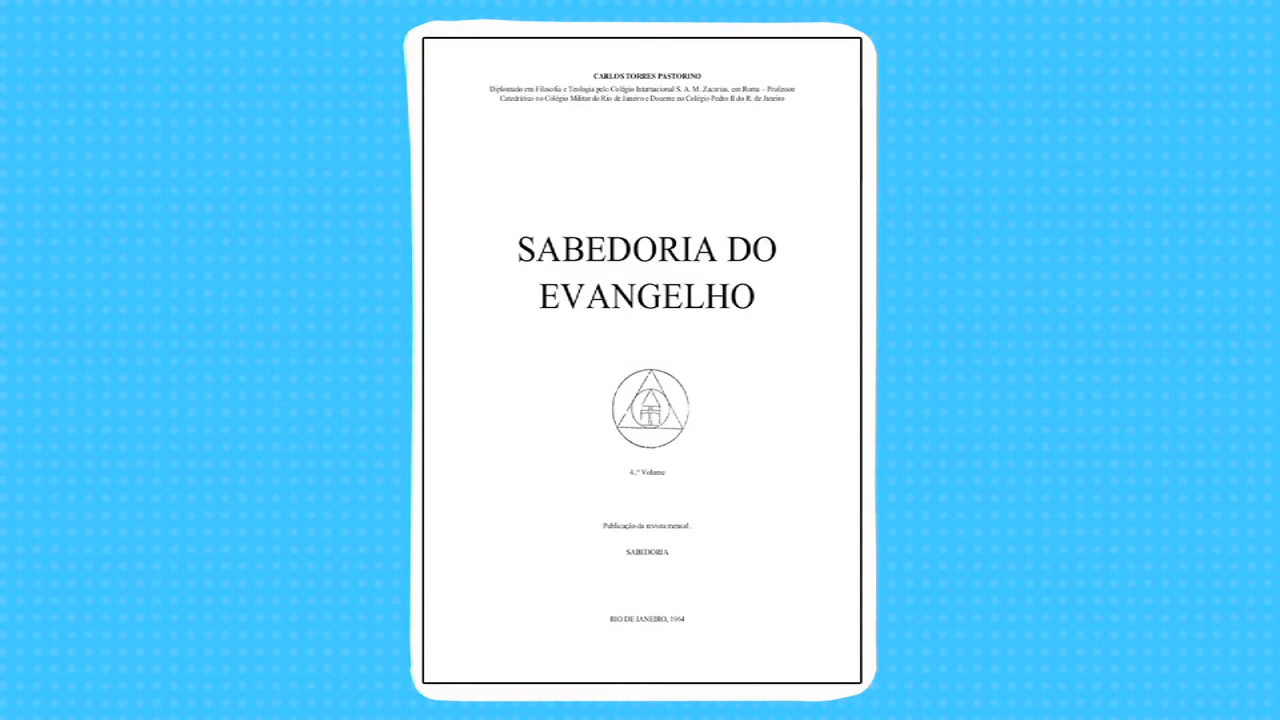 CARLOS TORRES PASTORINO
Diplomado em Filosofia e Teologia pelo Colégio Internacional S. A. M. Zacarias, em Roma – Professor
Catedrático no Colégio Militar do Rio de Janeiro e Docente no Colégio Pedro II do R. de Janeiro
SABEDORIA DO
EVANGELHO
4.º Volume
Publicação da revista mensal .
SABEDORIA
RIO DE JANEIRO, 1964